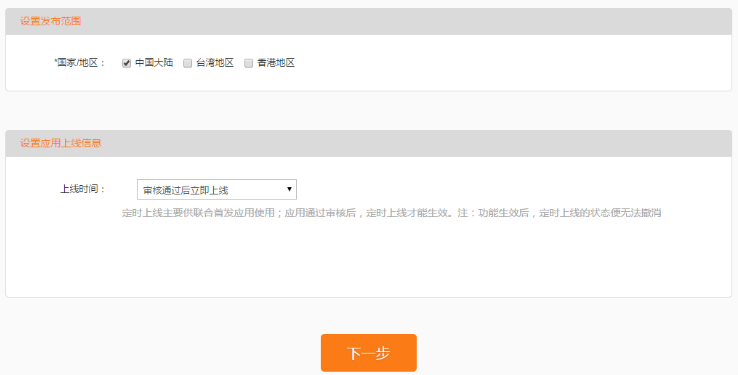 设置发布范围
*国家/地区： 中国大陆 台湾地区 香港地区
设置应用上线信息
上线时间： 审核通过后立即上线
定时上线主要供联合首发应用使用；应用通过审核后，定时上线才能生效。注：功能生效后，定时上线的状态便无法撤消
下一步